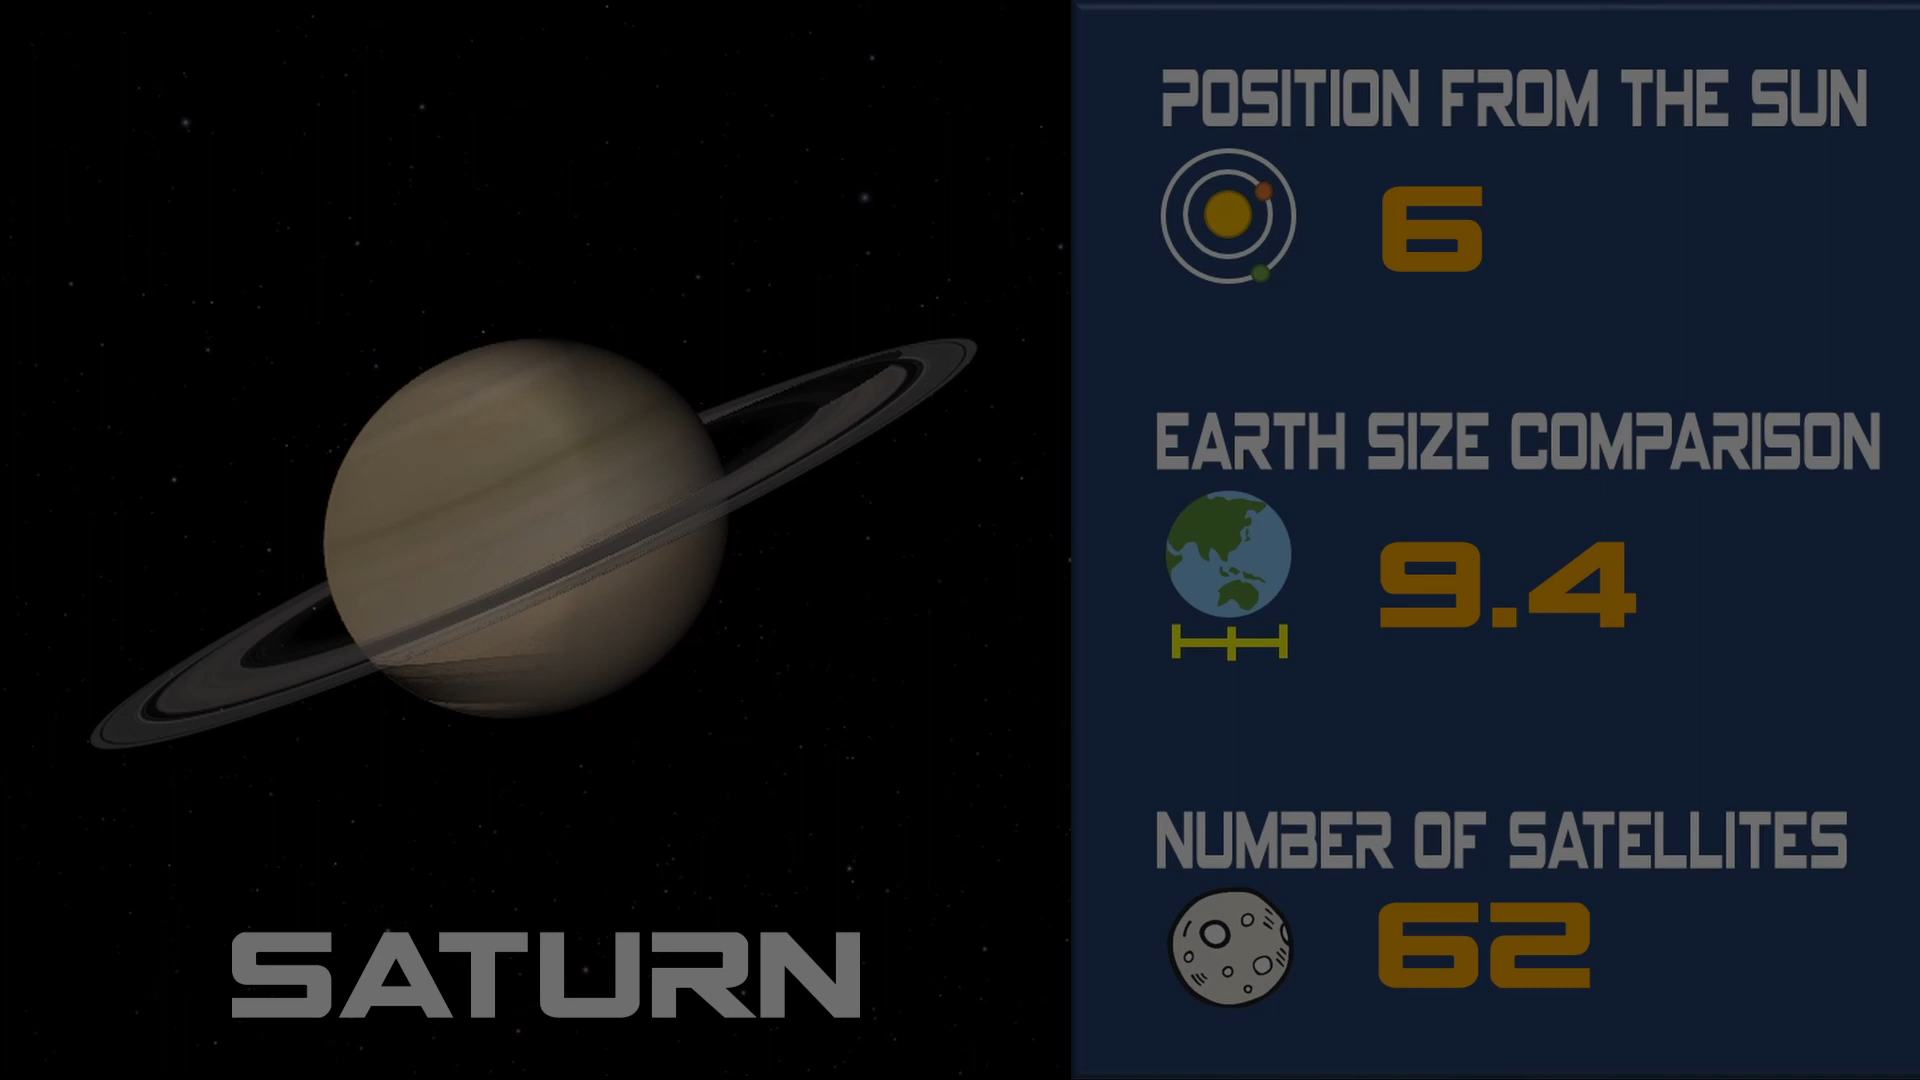 POSITION FROM THE SUN
6
EARTH SIZE COMPARISON
9.4
NUMBER OF SATELLITES
62
SATURN